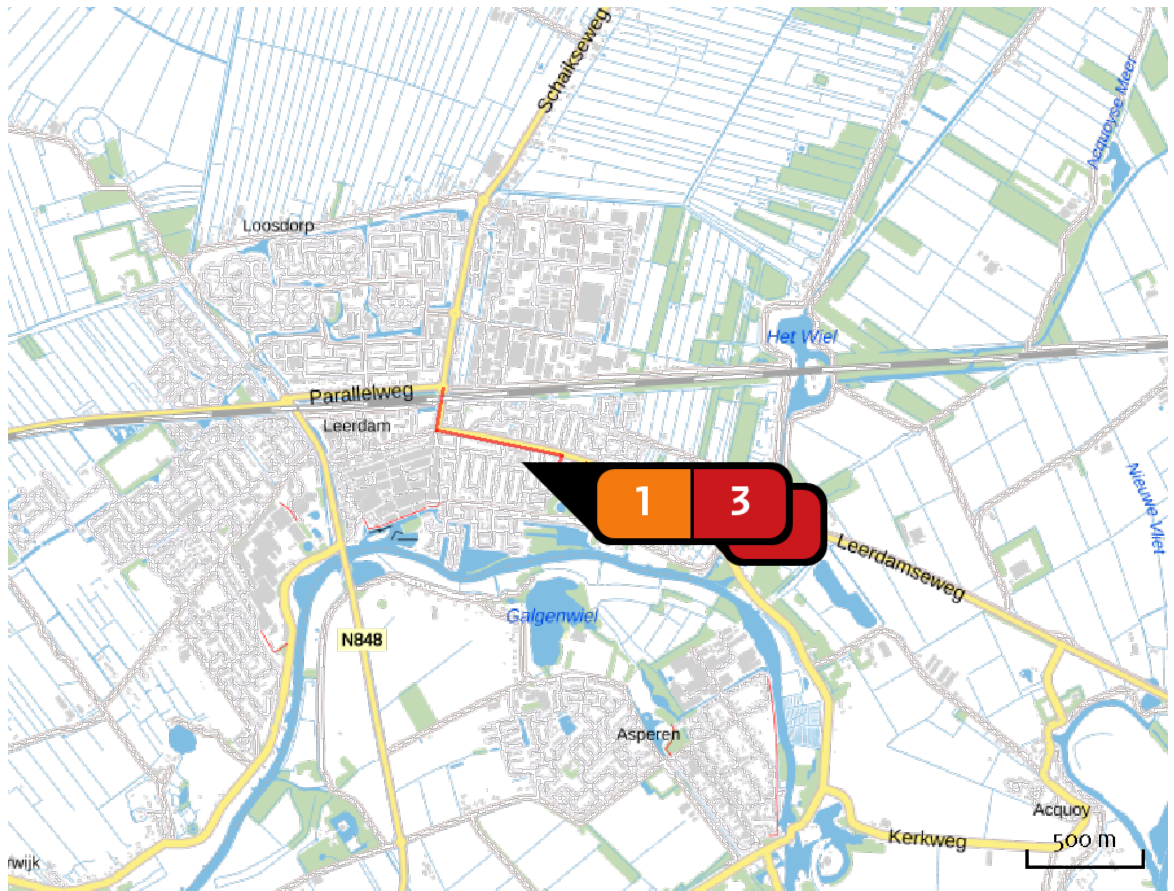 Schaikseweg
Acquoyse Meer
Loosdorp
Het Wiel
Parallelweg
Leerdam
1 3
Nieuwe Vliet
Leerdamseweg
Galgenwiel
N848
Asperen
Acquoy
Kerkweg
500 m
rwijk